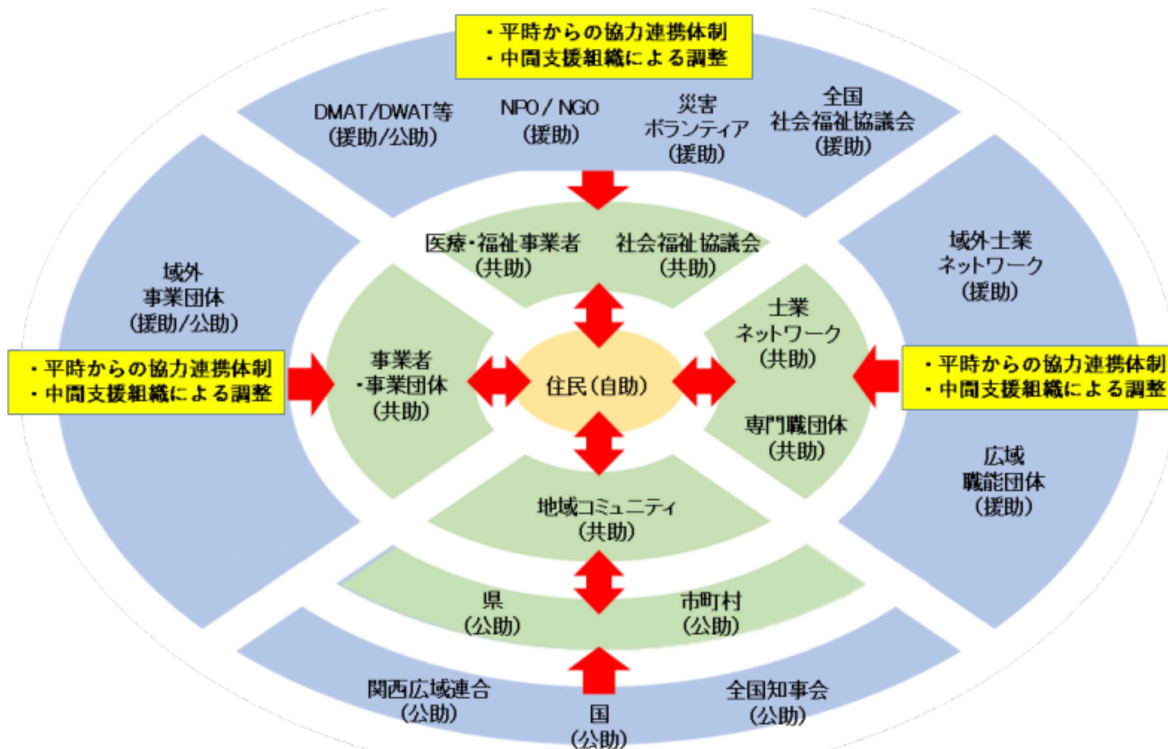 ・平時からの協力連携体制
・中間支援組織による調整
DMAT/DWAT等
(援助/公助)
NPO/NGO
(援助)
災害
ボランティア
(援助)
全国
社会福祉協議会
(援助)
医療・福祉事業者
(共助)
社会福祉協議会
(共助)
域外
事業団体
(援助/公助)
域外士業
ネットワーク
(援助)
・平時からの協力連携体制
・中間支援組織による調整
事業者
・事業団体
(共助)
住民(自助)
士業
ネットワーク
(共助)
・平時からの協力連携体制
・中間支援組織による調整
専門職団体
(共助)
広域
職能団体
(援助)
地域コミュニティ
(共助)
県
(公助)
市町村
(公助)
関西広域連合
(公助)
国
(公助)
全国知事会
(公助)